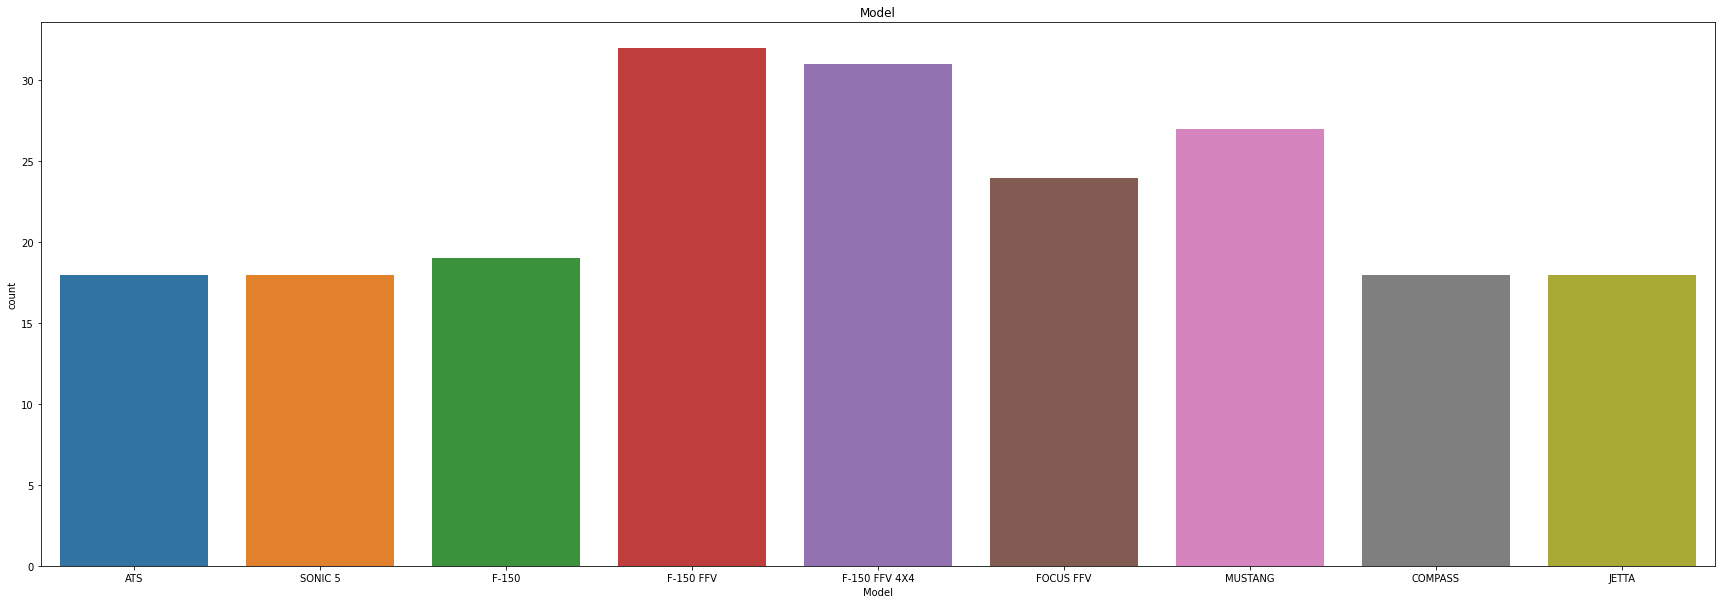 Model
30
25
20
15
10
5
0
count
ATS SONIC 5 F-150 F-150 FFV F-150 FFV 4X4 FOCUS FFV MUSTANG COMPASS JETTA
Model